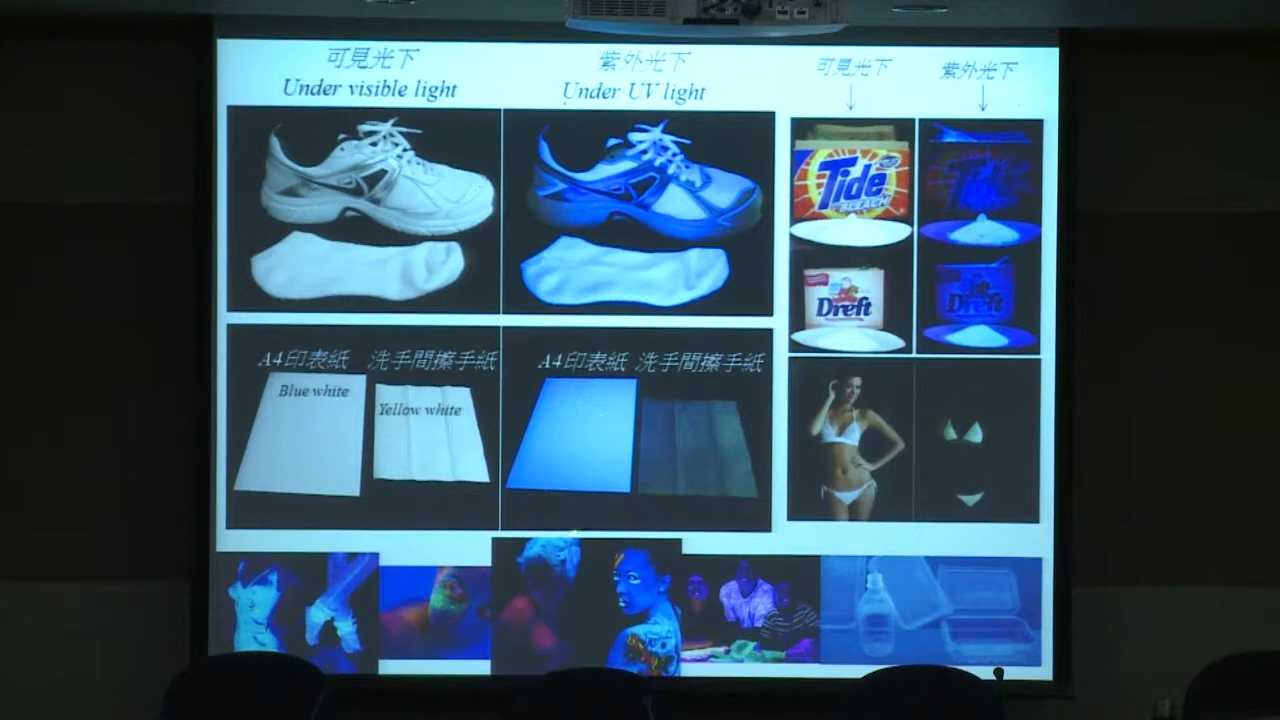 可見光下
Under visible light
紫外光下
Under UV light
可見光下
紫外光下
Tide
BLEACH
Tide
Dreft
Dreft
A4印表紙
洗手間擦手紙
Blue white
Yellow white
A4印表紙
洗手間擦手紙